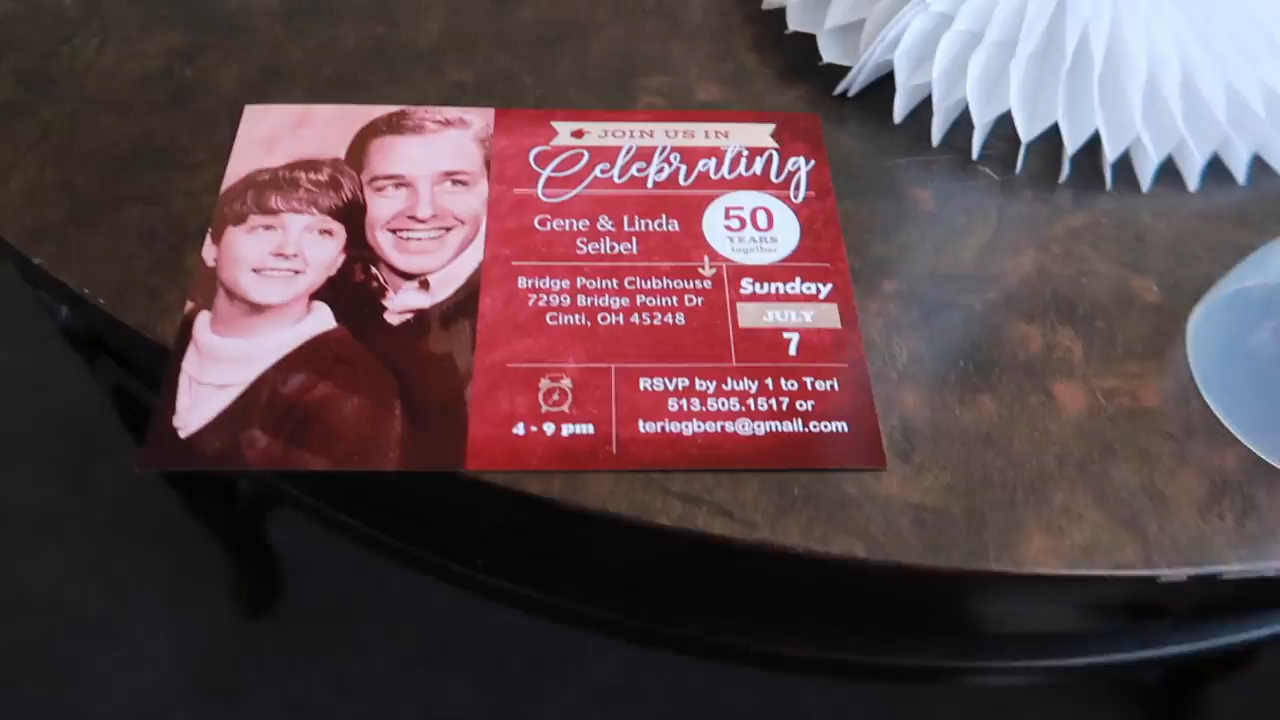 JOIN US IN
Celebrating
Gene & Linda
Seibel
50
YEARS
together
Bridge Point Clubhouse
7299 Bridge Point Dr
Cinti, OH 45248
Sunday
JULY
7
4 - 9 pm
RSVP by July 1 to Teri
513.505.1517 or
teriegbers@gmail.com